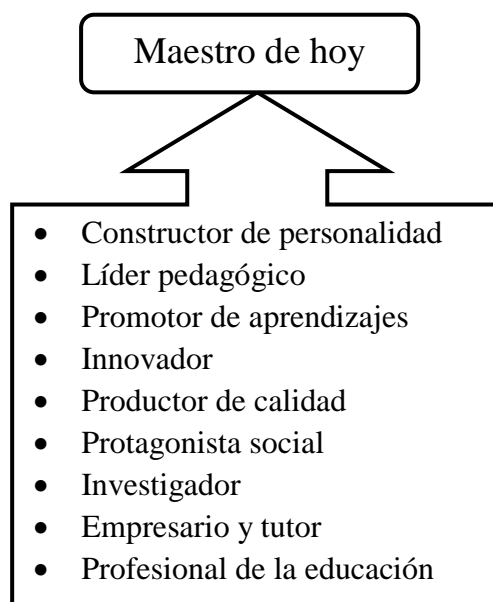 Maestro de hoy
• Constructor de personalidad
• Líder pedagógico
• Promotor de aprendizajes
• Innovador
• Productor de calidad
• Protagonista social
• Investigador
• Empresario y tutor
• Profesional de la educación